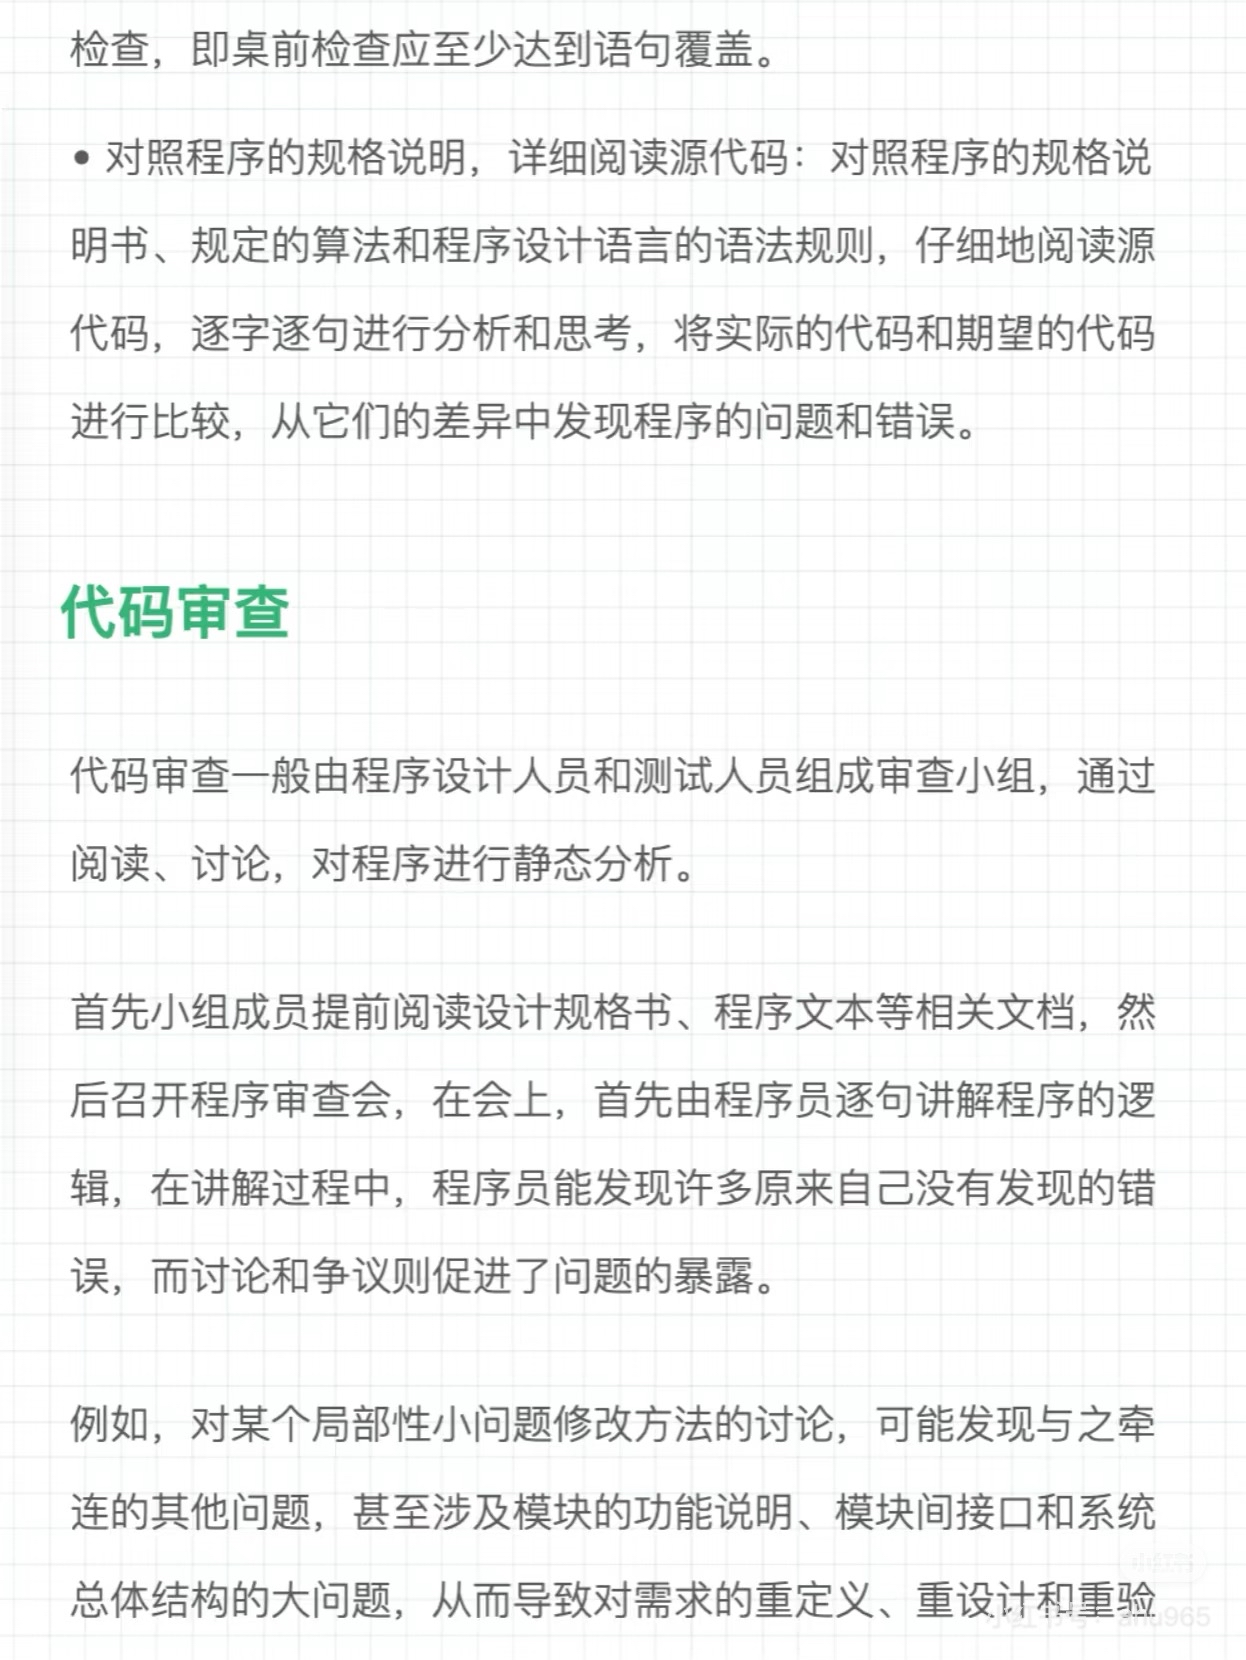 检查，即桌前检查应至少达到语句覆盖。
• 对照程序的规格说明，详细阅读源代码：对照程序的规格说
明书、规定的算法和程序设计语言的语法规则，仔细地阅读源
代码，逐字逐句进行分析和思考，将实际的代码和期望的代码
进行比较，从它们的差异中发现程序的问题和错误。
代码审查
代码审查一般由程序设计人员和测试人员组成审查小组，通过
阅读、讨论，对程序进行静态分析。
首先小组成员提前阅读设计规格书、程序文本等相关文档，然
后召开程序审查会，在会上，首先由程序员逐句讲解程序的逻
辑，在讲解过程中，程序员能发现许多原来自己没有发现的错
误，而讨论和争议则促进了问题的暴露。
例如，对某个局部性小问题修改方法的讨论，可能发现与之牵
连的其他问题，甚至涉及模块的功能说明、模块间接口和系统
总体结构的大问题，从而导致对需求的重定义、重设计和重验
小红书
小红书号：ahu965